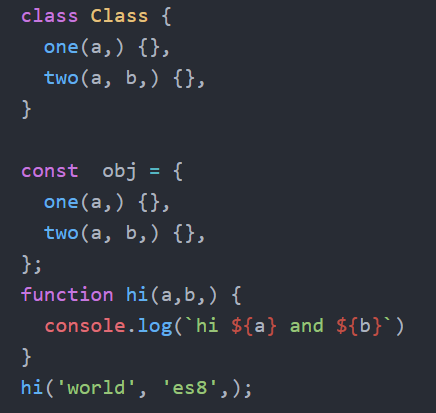 class Class {
  one(a,) {},
  two(a, b,) {},
}

const  obj = {
  one(a,) {},
  two(a, b,) {},
};
function hi(a,b,) {
  console.log(`hi ${a} and ${b}`)
}
hi('world', 'es8',);